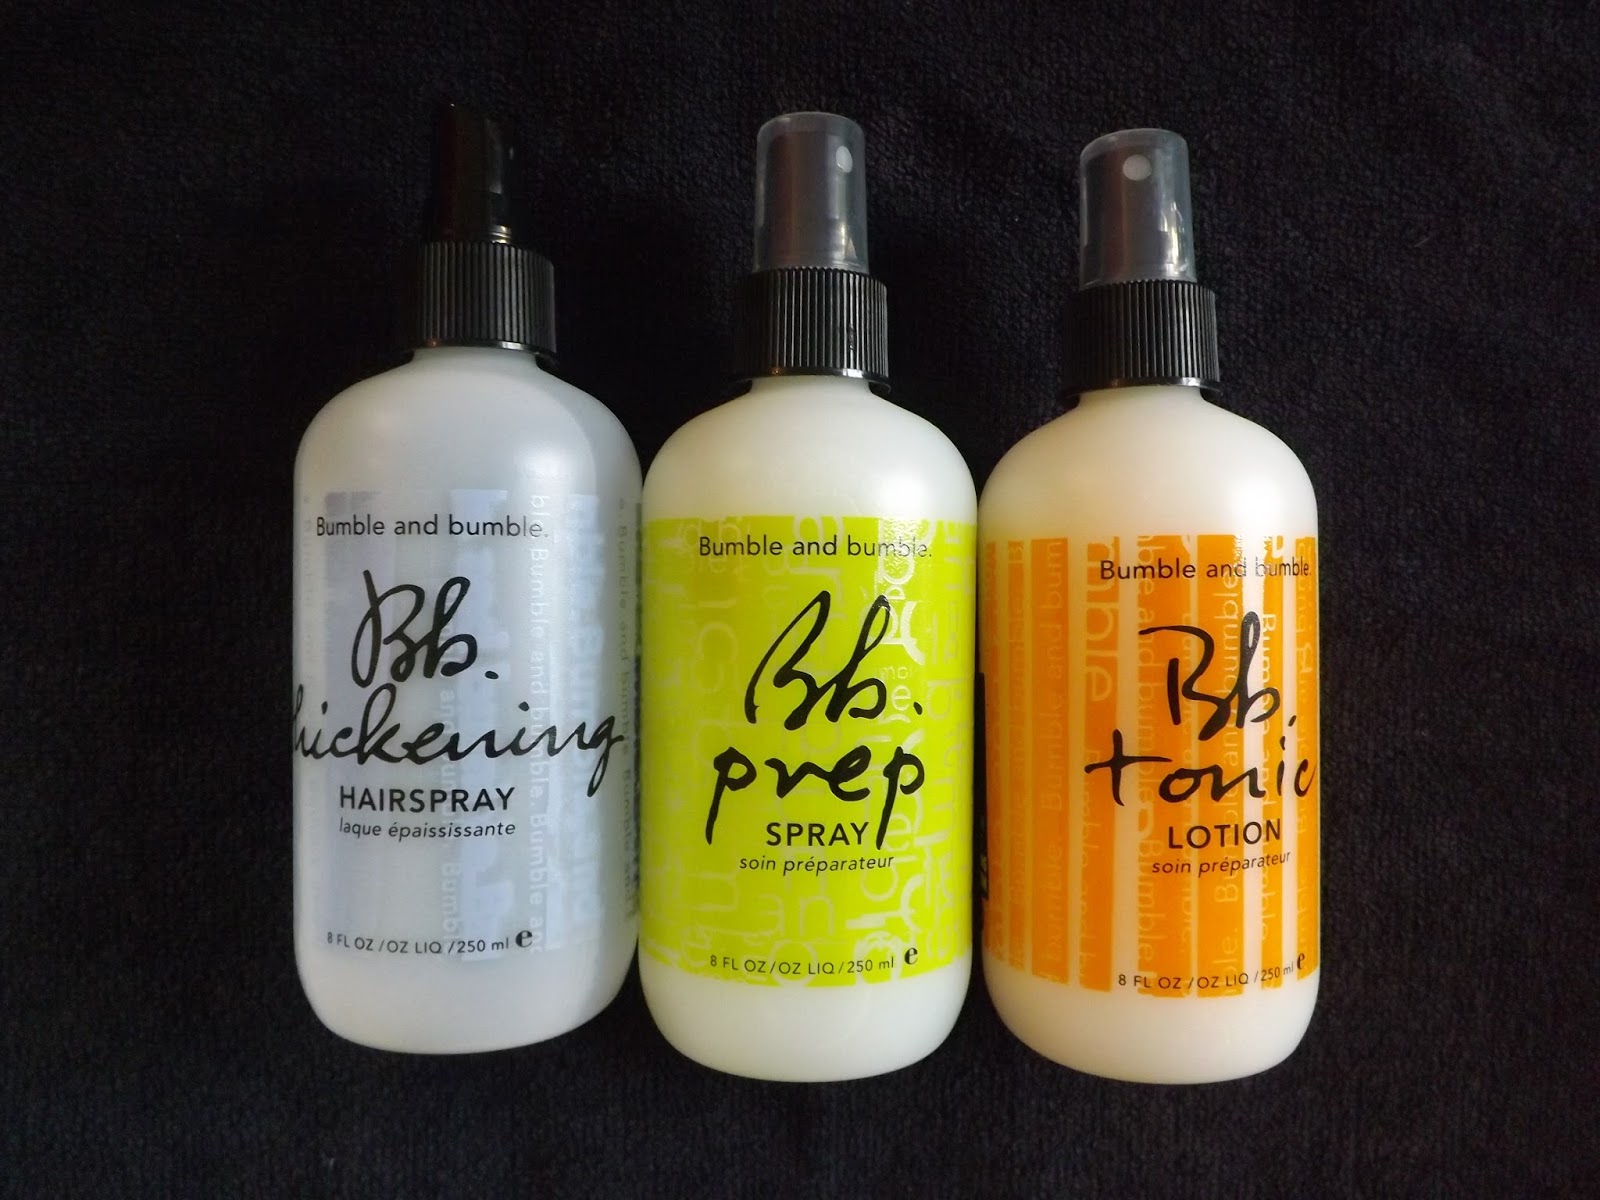 Bumble and bumble.
Bb.
hickening
HAIRSPRAY
laque épaississante
8 FL OZ/OZ LIQ/250 ml e
Bumble and bumble.
Bb.
prep
SPRAY
soin préparateur
8 FL OZ/OZ LIQ/250 ml e
Bumble and bumble.
Bb.
tonic
LOTION
soin préparateur
8 FL OZ/OZ LIQ/250 ml e